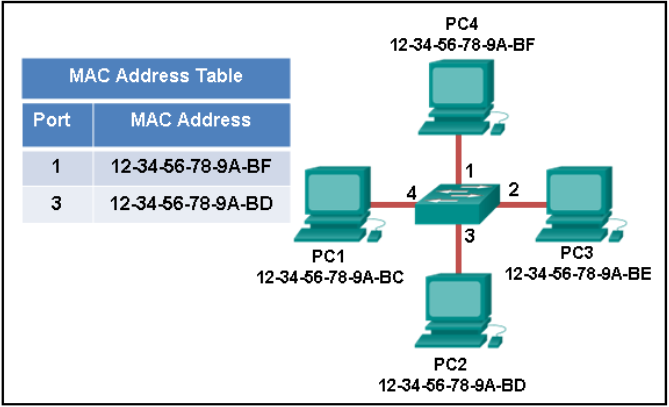 PC4
12-34-56-78-9A-BF
MAC Address Table
Port MAC Address
1 12-34-56-78-9A-BF
3 12-34-56-78-9A-BD
1
4
2
3
PC1
12-34-56-78-9A-BC
PC3
12-34-56-78-9A-BE
PC2
12-34-56-78-9A-BD